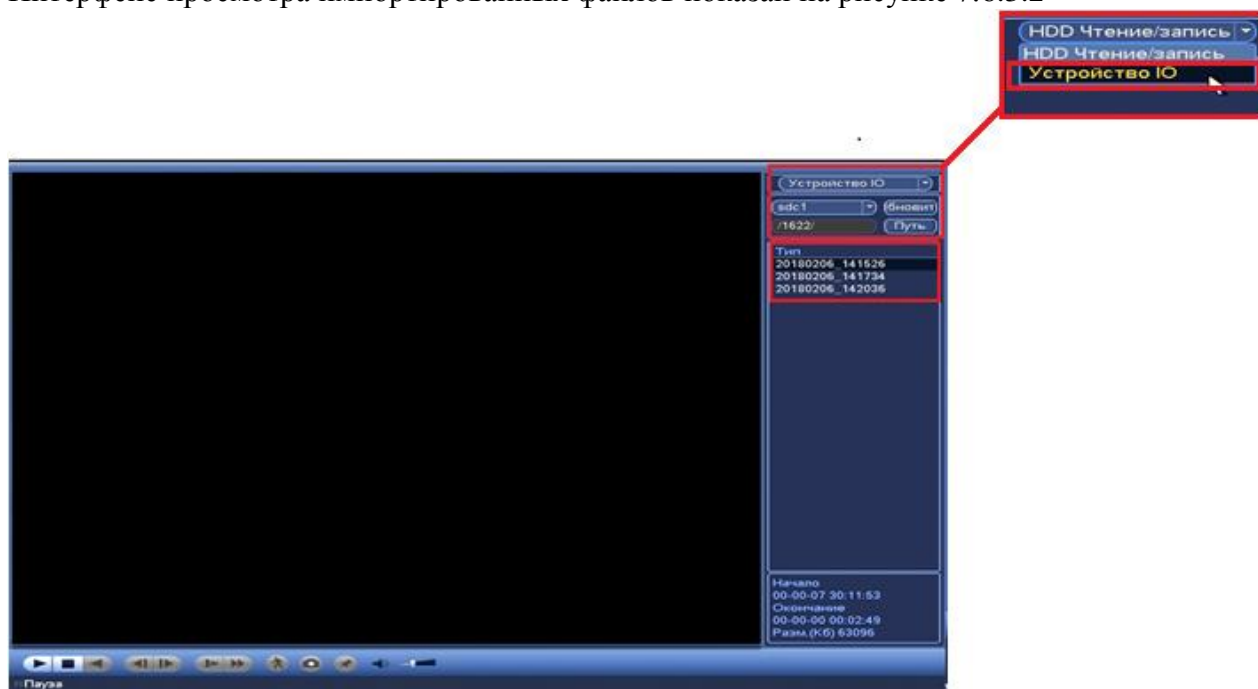 Интерфейс просмотра импортированных файлов показан на рисунке 7.6.3.2
HDD Чтение/запись
HDD Чтение/запись
Устройство IO
Устройство IO
sdc1
бновит
/1622/
Путь
Тип
20180206_141526
20180206_141734
20180206_142036
Начало
00-00-07 30:11:53
Окончание
00-00-00 00:02:49
Разм.(Кб) 63096
Пауза